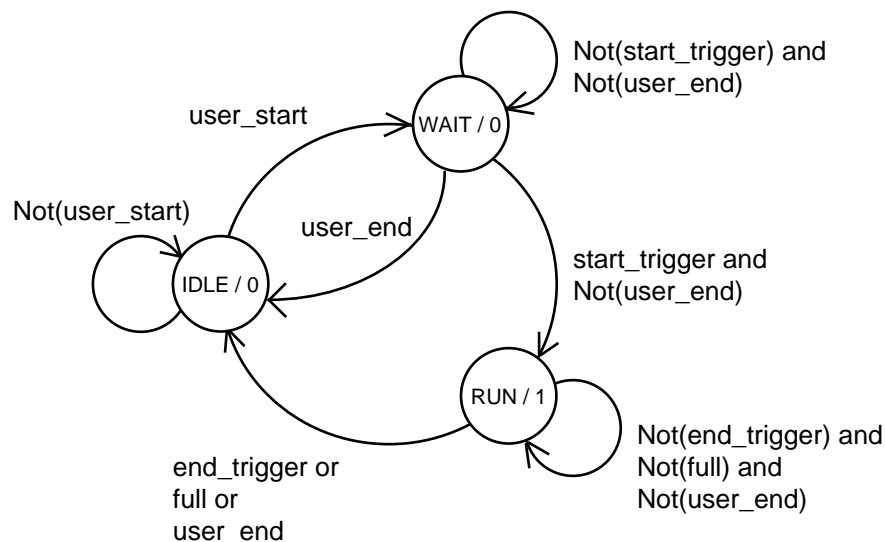 Not(start_trigger) and
Not(user_end)
user_start
WAIT / 0
Not(user_start)
user_end
IDLE / 0
start_trigger and
Not(user_end)
RUN / 1
Not(end_trigger) and
Not(full) and
Not(user_end)
end_trigger or
full or
user_end